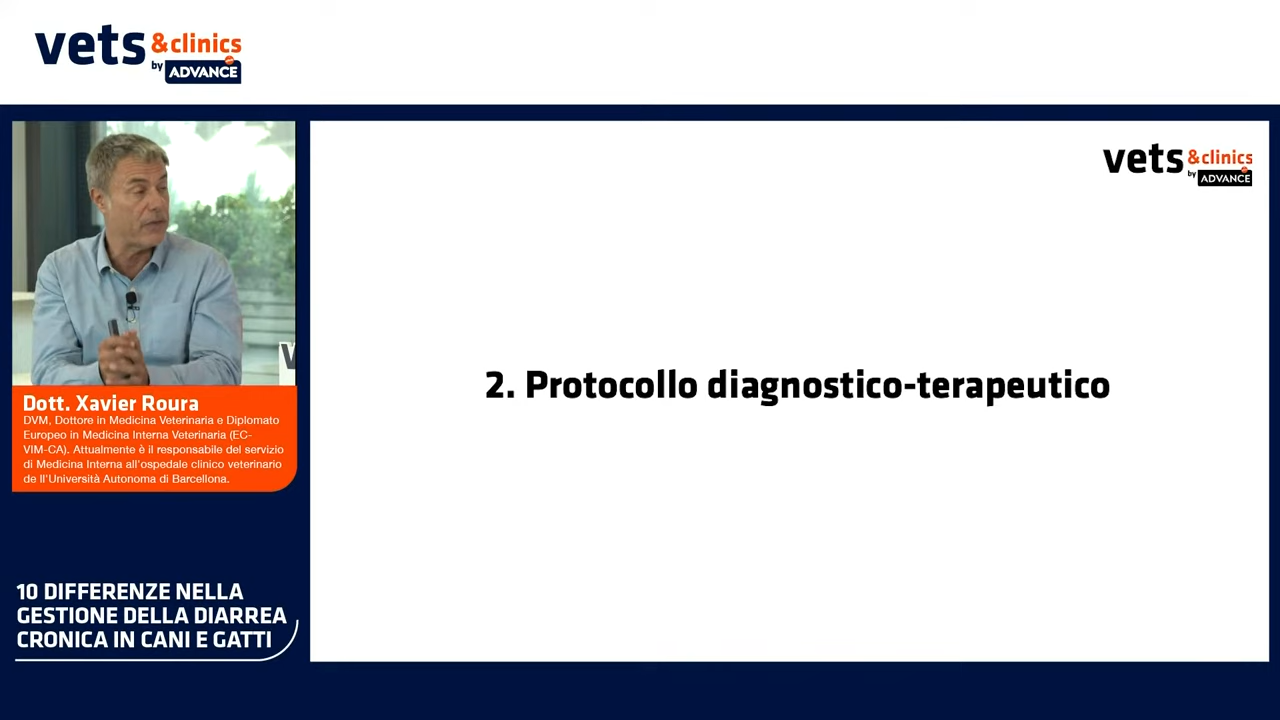 vets &clinics
by ADVANCE
vets &clinics
by ADVANCE
2. Protocollo diagnostico-terapeutico
Dott. Xavier Roura
DVM, Dottore in Medicina Veterinaria e Diplomato
Europeo in Medicina Interna Veterinaria (EC-
VIM-CA). Attualmente è il responsabile del servizio
di Medicina Interna all'ospedale clinico veterinario
de ll'Università Autonoma di Barcellona.
10 DIFFERENZE NELLA
GESTIONE DELLA DIARREA
CRONICA IN CANI E GATTI